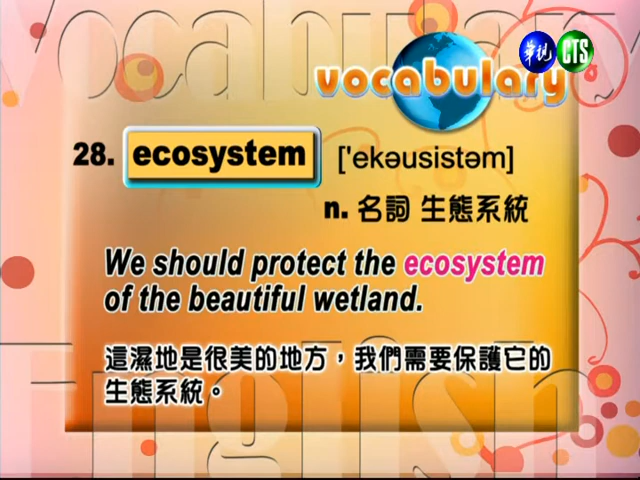 vocabulary
華視 CTS
vocabulary
28. ecosystem ['ekəusistəm]
n. 名詞 生態系統
We should protect the ecosystem
of the beautiful wetland.
這濕地是很美的地方，我們需要保護它的
生態系統。
English